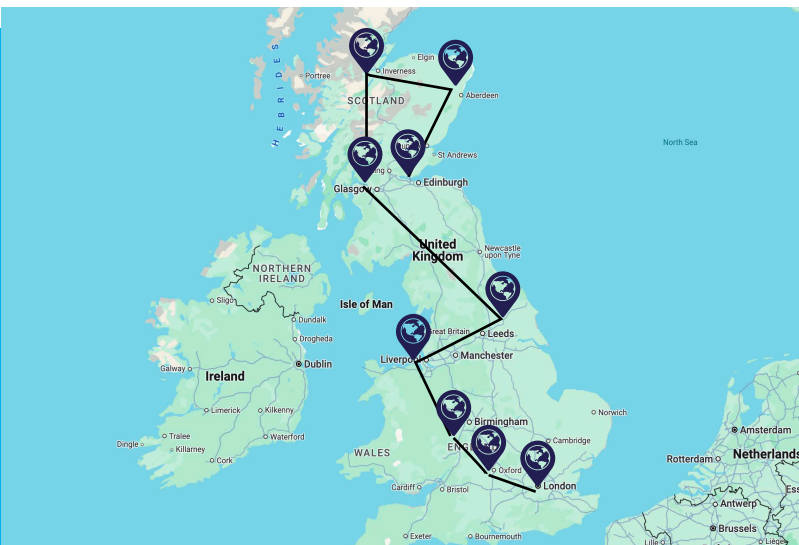 Elgin
Inverness
Portree
HEBRIDES
SCOTLAND
Aberdeen
St Andrews
Edinburgh
Glasgow
North Sea
United
Kingdom
Newcastle
upon Tyne
NORTHERN
IRELAND
Sligo
Isle of Man
Dundalk
Great Britain
Leeds
Drogheda
Liverpool
Manchester
Galway
Dublin
Ireland
Limerick
Kilkenny
Norwich
Birmingham
Tralee
Waterford
Dingle
Killarney
Cork
WALES
Cambridge
Oxford
Amsterdam
Rotterdam
Netherlands
Cardiff
Bristol
London
Antwerp
Exeter
Bournemouth
Brussels
Lille
Liège